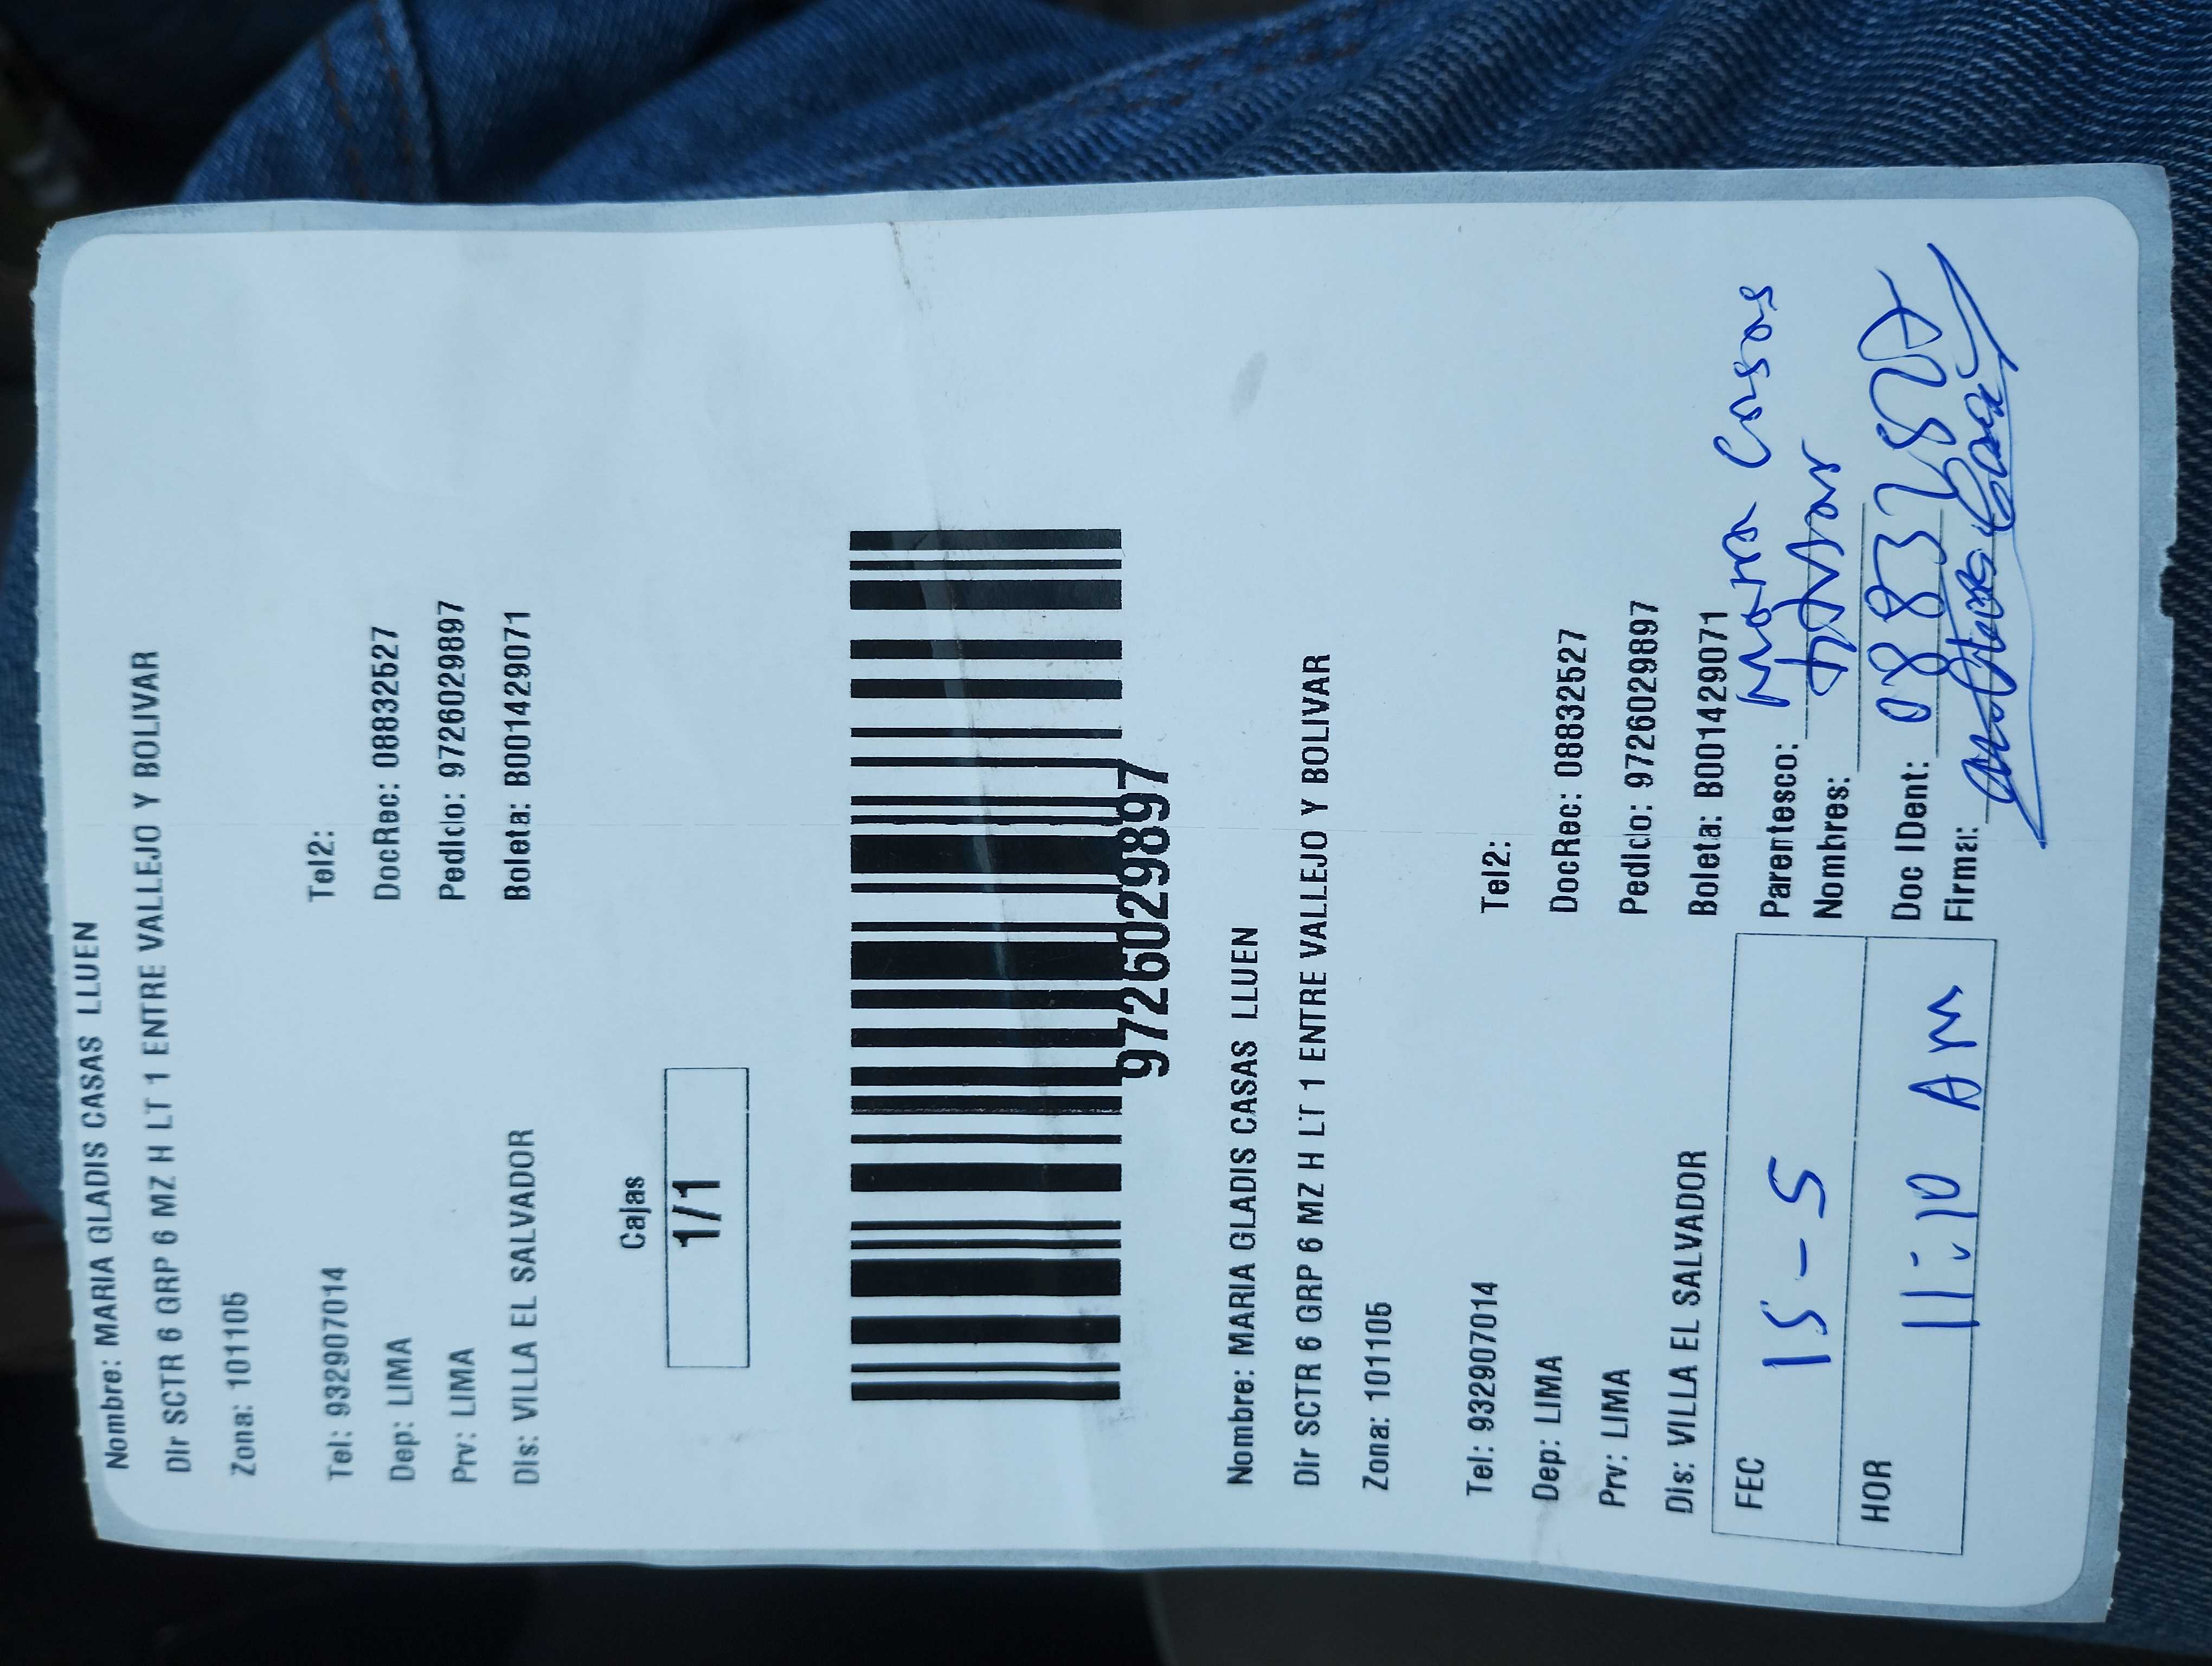 Nombre: MARIA GLADIS CASAS LLUEN
Dir SCTR 6 GRP 6 MZ H LT 1 ENTRE VALLEJO Y BOLIVAR
Zona: 101105
Tel: 932907014 Tel2:
Dep: LIMA DocRec: 08832527
Prv: LIMA Pedido: 9726029897
Dis: VILLA EL SALVADOR Boleta: B001429071
Cajas
1/1
9726029897
Nombre: MARIA GLADIS CASAS LLUEN
Dir SCTR 6 GRP 6 MZ H LT 1 ENTRE VALLEJO Y BOLIVAR
Zona: 101105
Tel: 932907014 Tel2:
Dep: LIMA DocRec: 08832527
Prv: LIMA Pedido: 9726029897
Dis: VILLA EL SALVADOR Boleta: B001429071
FEC 15-5 Parentesco: Maria Casas
Nombres:
HOR 11:10 AM Doc IDent: 08832527
Firma: